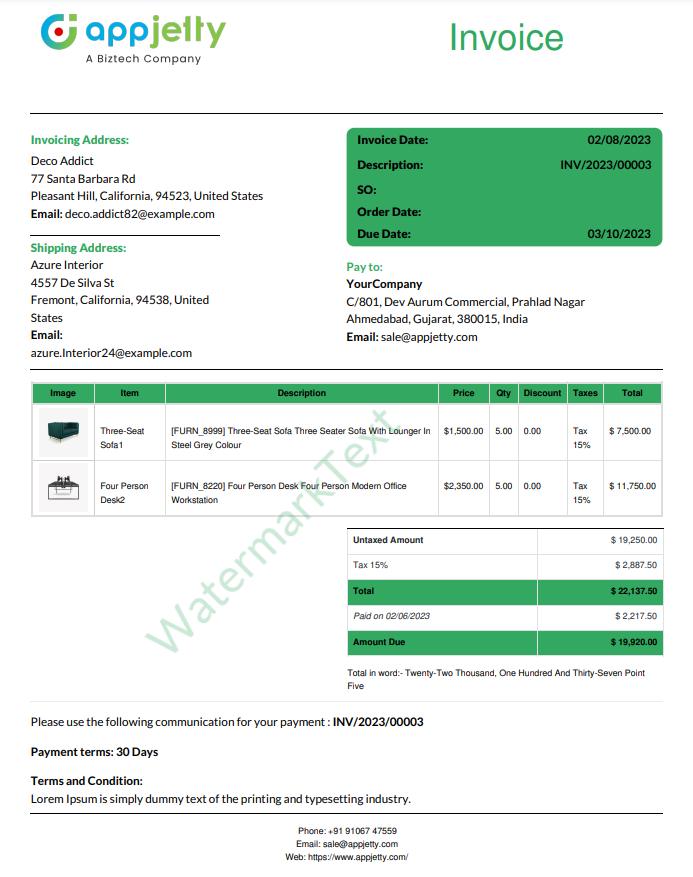 appjetty
A Biztech Company
Invoice
Invoicing Address:
Deco Addict
77 Santa Barbara Rd
Pleasant Hill, California, 94523, United States
Email: deco.addict82@example.com
Shipping Address:
Azure Interior
4557 De Silva St
Fremont, California, 94538, United
States
Email:
azure.Interior24@example.com
Invoice Date: 02/08/2023
Description: INV/2023/00003
SO:
Order Date:
Due Date: 03/10/2023
Pay to:
YourCompany
C/801, Dev Aurum Commercial, Prahlad Nagar
Ahmedabad, Gujarat, 380015, India
Email: sale@appjetty.com
Image Item Description Price Qty Discount Taxes Total
Three-Seat [FURN_8999] Three-Seat Sofa Three Seater Sofa With Lounger In $1,500.00 5.00 0.00 Tax $ 7,500.00
Sofa1 Steel Grey Colour 15%
Four Person [FURN_8220] Four Person Desk Four Person Modern Office $2,350.00 5.00 0.00 Tax $ 11,750.00
Desk2 Workstation 15%
WatermarkText
Untaxed Amount $ 19,250.00
Tax 15% $ 2,887.50
Total $ 22,137.50
Paid on 02/06/2023 $ 2,217.50
Amount Due $ 19,920.00
Total in word:- Twenty-Two Thousand, One Hundred And Thirty-Seven Point
Five
Please use the following communication for your payment : INV/2023/00003
Payment terms: 30 Days
Terms and Condition:
Lorem Ipsum is simply dummy text of the printing and typesetting industry.
Phone: +91 91067 47559
Email: sale@appjetty.com
Web: https://www.appjetty.com/